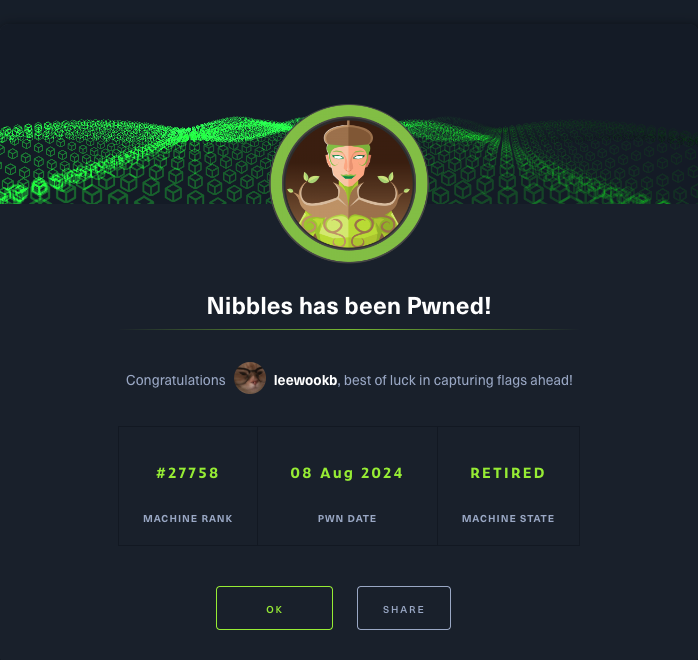 Nibbles has been Pwned!
Congratulations leewookb, best of luck in capturing flags ahead!
#27758 08 Aug 2024 RETIRED
MACHINE RANK PWN DATE MACHINE STATE
OK SHARE